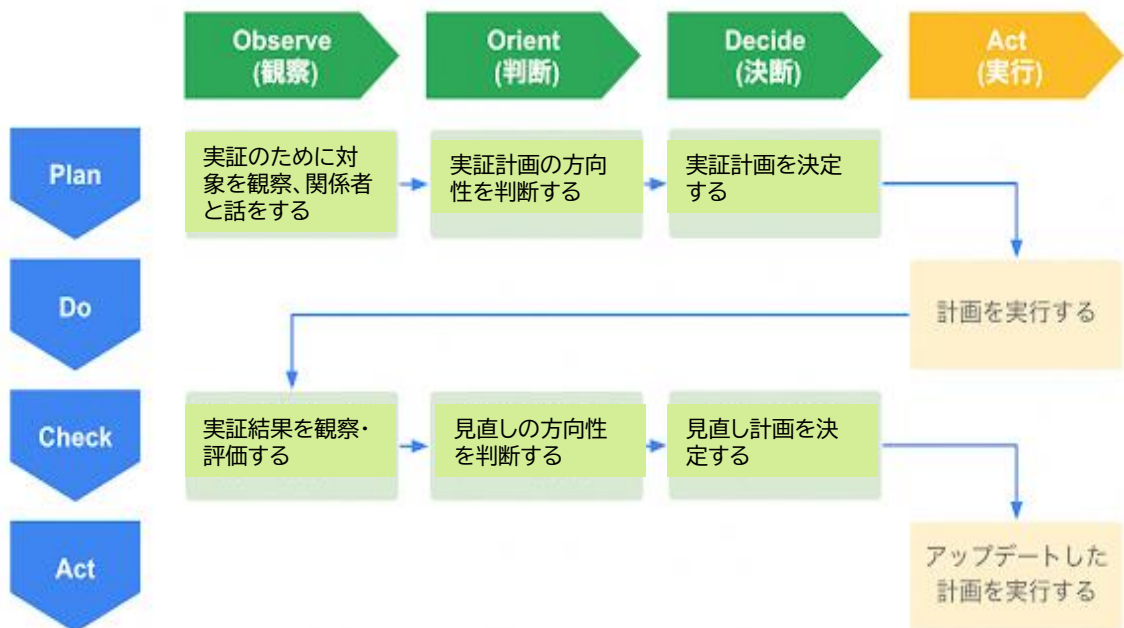 Observe
(観察)
Orient
(判断)
Decide
(決断)
Act
(実行)
Plan
実証のために対
象を観察、関係者
と話をする
実証計画の方向
性を判断する
実証計画を決定
する
Do
計画を実行する
Check
実証結果を観察・
評価する
見直しの方向性
を判断する
見直し計画を決
定する
Act
アップデートした
計画を実行する